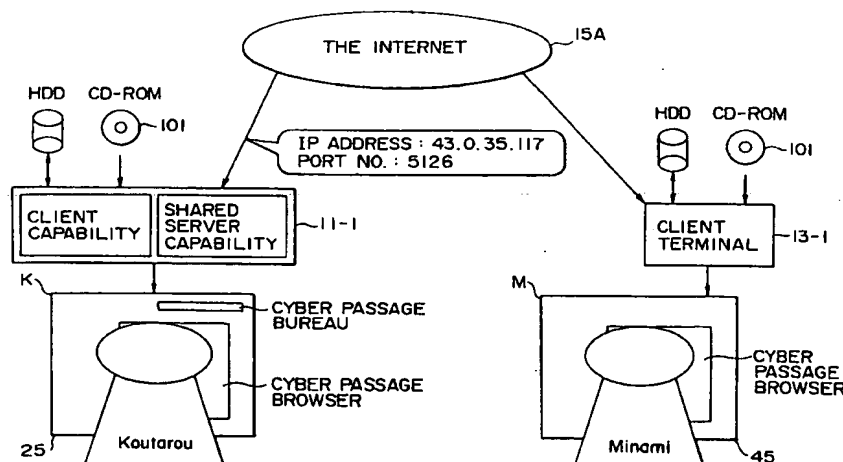 THE INTERNET
15A
HDD
CD-ROM
101
IP ADDRESS : 43.0.35.117
PORT NO. : 5126
HDD
CD-ROM
101
CLIENT
CAPABILITY
SHARED
SERVER
CAPABILITY
11-1
CLIENT
TERMINAL
13-1
K
CYBER PASSAGE
BUREAU
CYBER PASSAGE
BROWSER
25
Koutarou
M
CYBER
PASSAGE
BROWSER
Minami
45